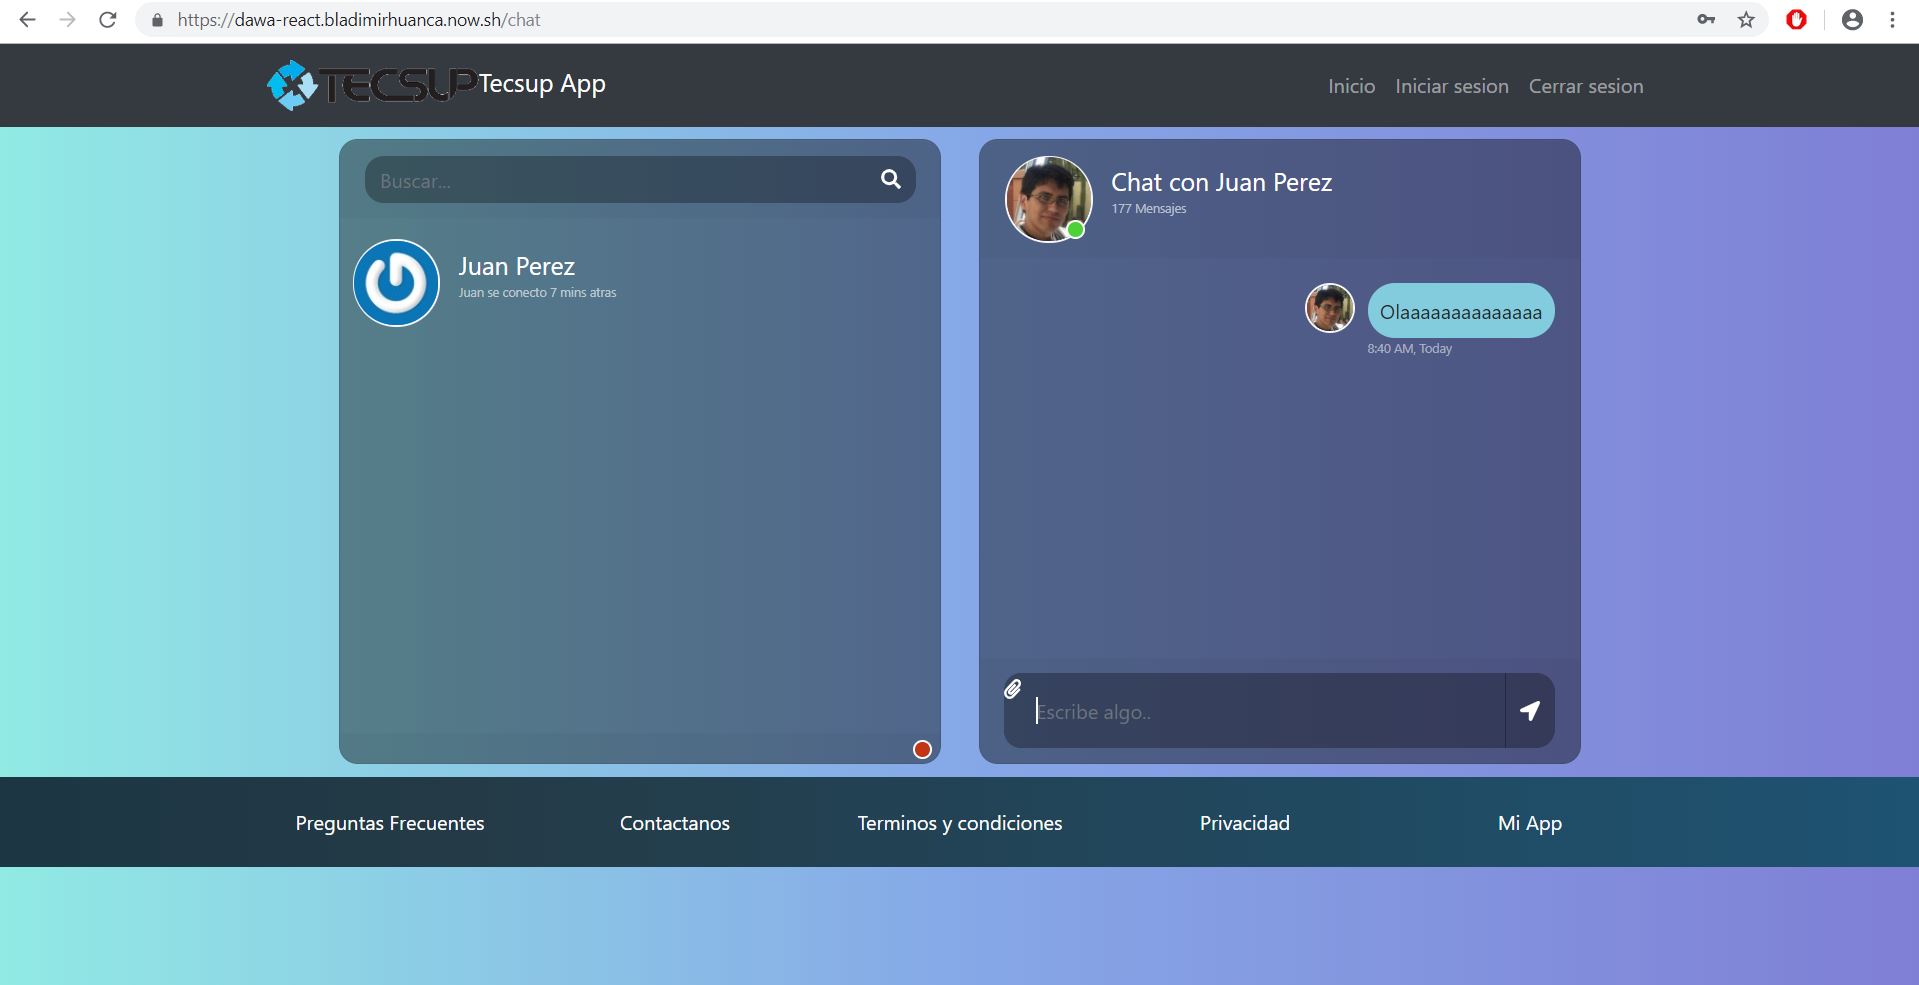 https://dawa-react.bladimirhuanca.now.sh/chat
TECSUP Tecsup App
Inicio Iniciar sesion Cerrar sesion
Buscar...
Juan Perez
Juan se conecto 7 mins atras
Chat con Juan Perez
177 Mensajes
Olaaaaaaaaaaaaaaa
8:40 AM, Today
Escribe algo..
Preguntas Frecuentes Contactanos Terminos y condiciones Privacidad Mi App